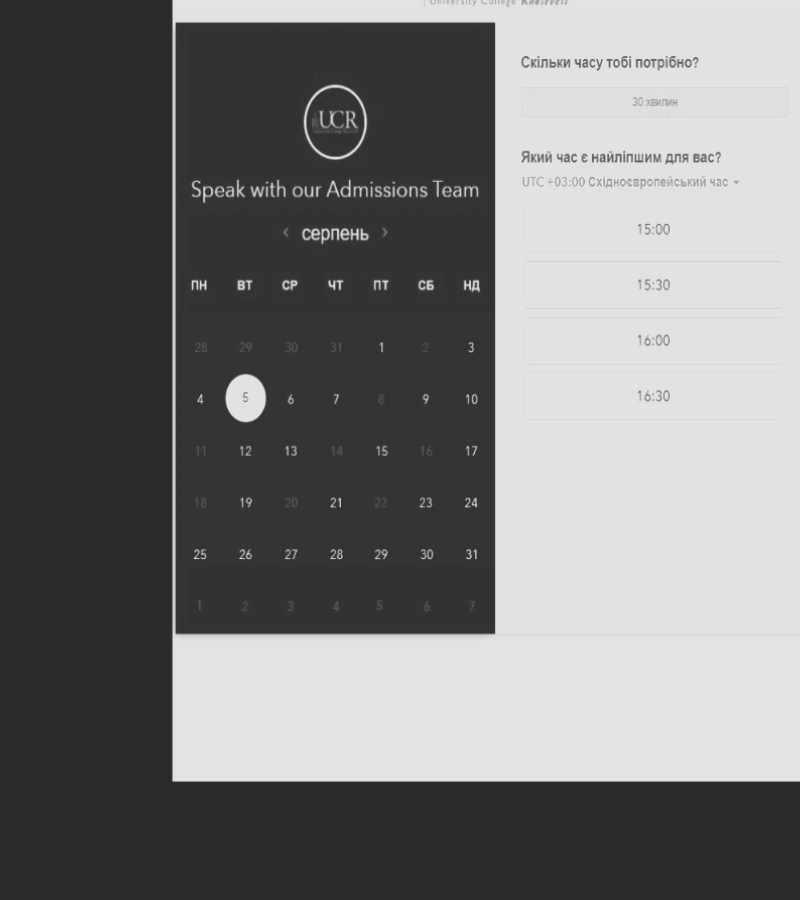 University College Roosevelt
UCR
Speak with our Admissions Team
‹ серпень ›
ПН ВТ СР ЧТ ПТ СБ НД
28 29 30 31 1 2 3
4 5 6 7 8 9 10
11 12 13 14 15 16 17
18 19 20 21 22 23 24
25 26 27 28 29 30 31
1 2 3 4 5 6 7
Скільки часу тобі потрібно?
30 хвилин
Який час є найліпшим для вас?
UTC +03:00 Східноєвропейський час
15:00
15:30
16:00
16:30